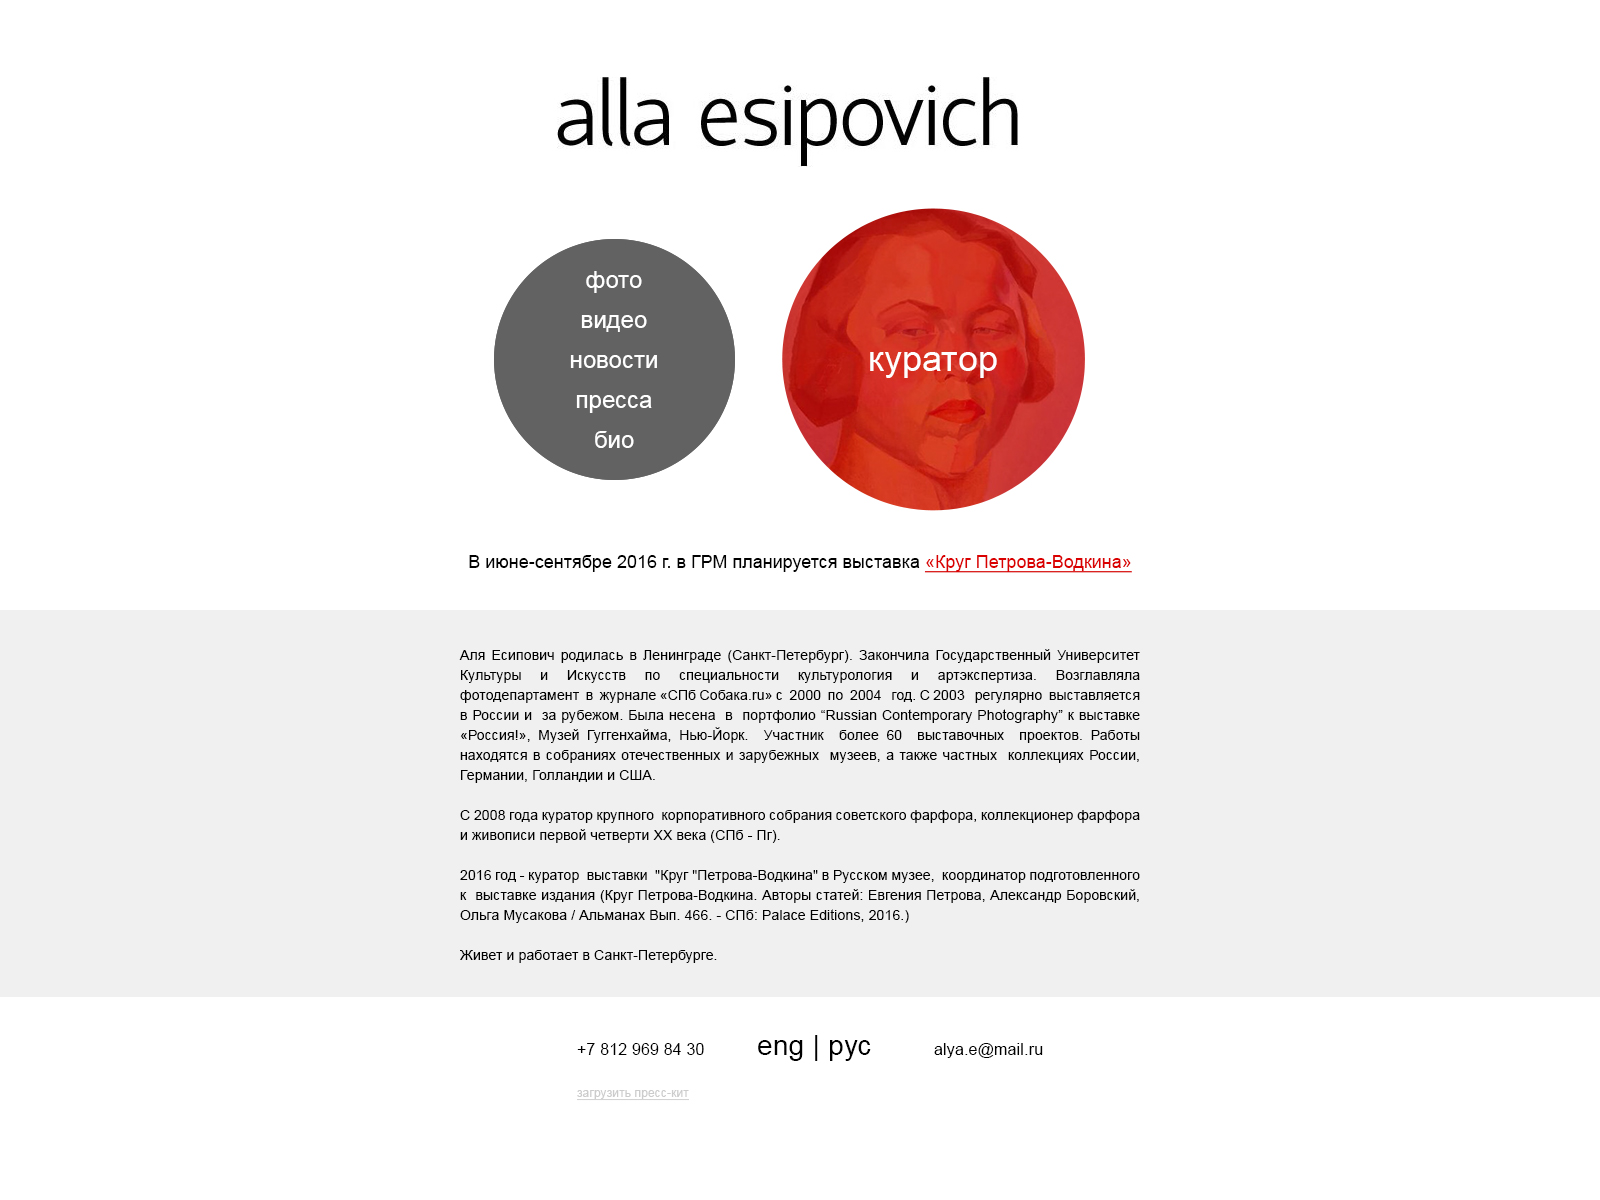 alla esipovich
фото
видео
новости
пресса
био
куратор
В июне-сентябре 2016 г. в ГРМ планируется выставка «Круг Петрова-Водкина»
Аля Есипович родилась в Ленинграде (Санкт-Петербург). Закончила Государственный Университет
Культуры и Искусств по специальности культурология и артэкспертиза. Возглавляла
фотодепартамент в журнале «СПб Собака.ru» с 2000 по 2004 год. С 2003 регулярно выставляется
в России и за рубежом. Была несена в портфолио “Russian Contemporary Photography” к выставке
«Россия!», Музей Гуггенхайма, Нью-Йорк. Участник более 60 выставочных проектов. Работы
находятся в собраниях отечественных и зарубежных музеев, а также частных коллекциях России,
Германии, Голландии и США.
С 2008 года куратор крупного корпоративного собрания советского фарфора, коллекционер фарфора
и живописи первой четверти XX века (СПб - Пг).
2016 год - куратор выставки "Круг "Петрова-Водкина" в Русском музее, координатор подготовленного
к выставке издания (Круг Петрова-Водкина. Авторы статей: Евгения Петрова, Александр Боровский,
Ольга Мусакова / Альманах Вып. 466. - СПб: Palace Editions, 2016.)
Живет и работает в Санкт-Петербурге.
+7 812 969 84 30 eng | рус alya.e@mail.ru
загрузить пресс-кит